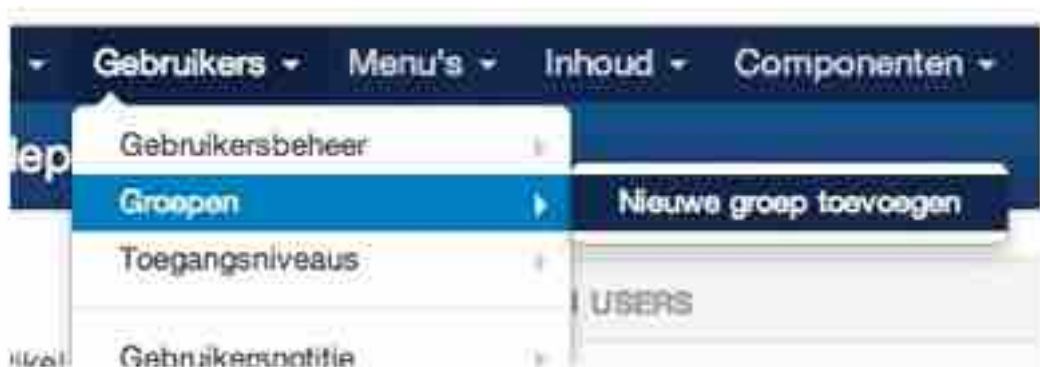 Gebruikers Menu's Inhoud Componenten
Gebruikersbeheer
Groepen Nieuwe groep toevoegen
Toegangsniveaus
USERS
Gebruikersnotitie